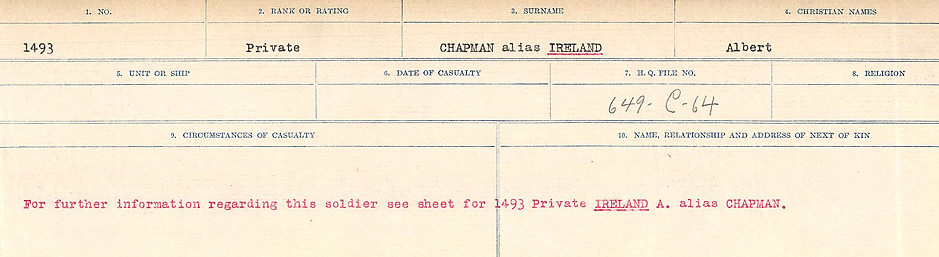 1. NO. 2. RANK OR RATING 3. SURNAME 4. CHRISTIAN NAMES
1493 Private CHAPMAN alias IRELAND Albert
5. UNIT OR SHIP 6. DATE OF CASUALTY 7. H. Q. FILE NO. 8. RELIGION
649- C-64
9. CIRCUMSTANCES OF CASUALTY 10. NAME, RELATIONSHIP AND ADDRESS OF NEXT OF KIN
For further information regarding this soldier see sheet for 1493 Private IRELAND A. alias CHAPMAN.